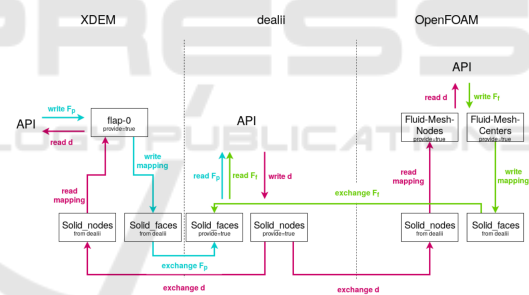 XDEM
dealii
OpenFOAM
API
write Fp
read d
flap-0
provide=true
write
mapping
read
mapping
Solid_nodes
from dealii
Solid_faces
from dealii
exchange Fp
API
read Fp
read Ff
write d
Solid_faces
provide=true
Solid_nodes
provide=true
exchange Ff
exchange d
exchange d
API
read d
write Ff
Fluid-Mesh-
Nodes
provide=true
Fluid-Mesh-
Centers
provide=true
read
mapping
write
mapping
Solid_nodes
from dealii
Solid_faces
from dealii